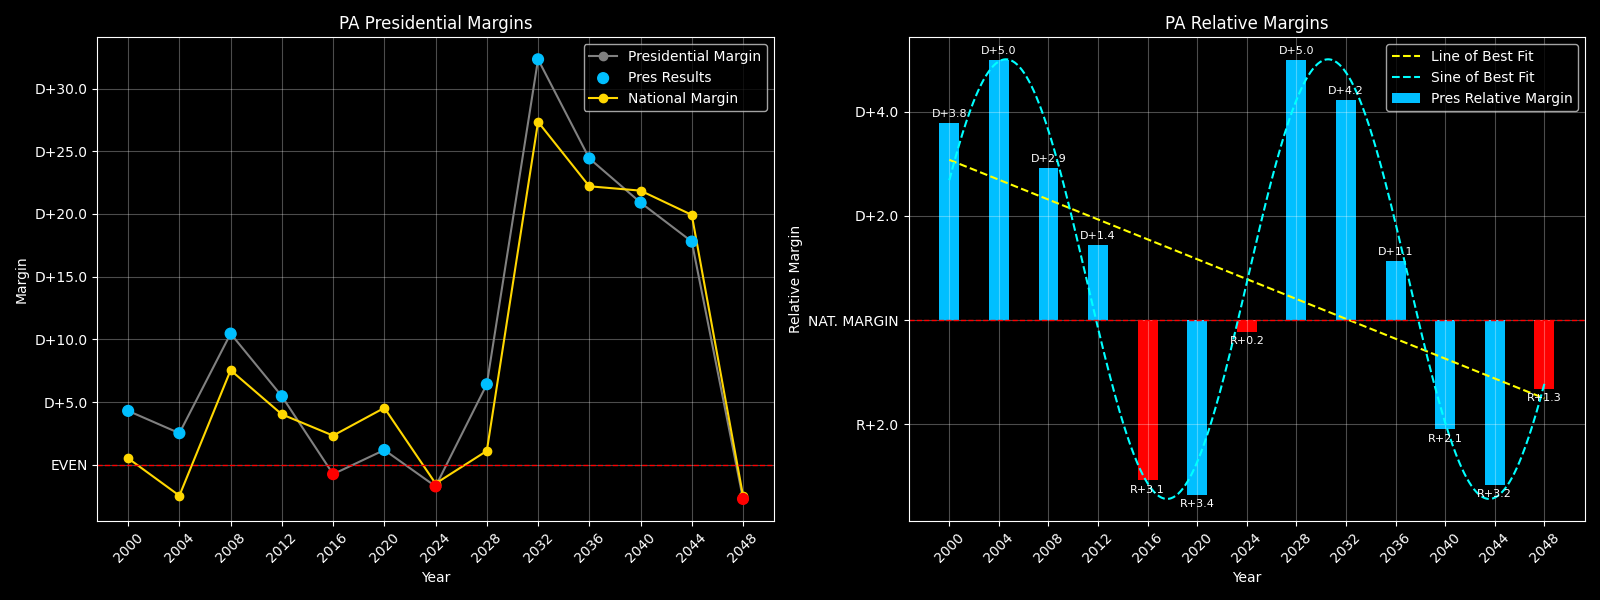 PA Presidential Margins
Presidential Margin
Pres Results
National Margin
D+30.0
D+25.0
D+20.0
D+15.0
D+10.0
D+5.0
EVEN
Margin
2000
2004
2008
2012
2016
2020
2024
2028
2032
2036
2040
2044
2048
Year
PA Relative Margins
Line of Best Fit
Sine of Best Fit
Pres Relative Margin
D+4.0
D+2.0
NAT. MARGIN
R+2.0
Relative Margin
D+3.8
D+5.0
D+2.9
D+1.4
R+3.1
R+3.4
R+0.2
D+5.0
D+4.2
D+1.1
R+2.1
R+3.2
R+1.3
2000
2004
2008
2012
2016
2020
2024
2028
2032
2036
2040
2044
2048
Year